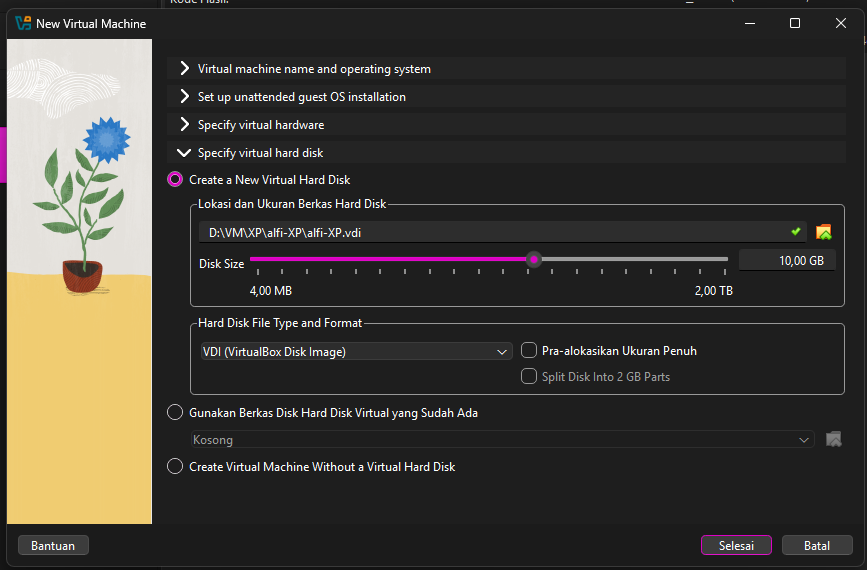 Kode Hasil:
New Virtual Machine
Virtual machine name and operating system
Set up unattended guest OS installation
Specify virtual hardware
Specify virtual hard disk
Create a New Virtual Hard Disk
Lokasi dan Ukuran Berkas Hard Disk
D:\VM\XP\alfi-XP\alfi-XP.vdi
Disk Size
10,00 GB
4,00 MB
2,00 TB
Hard Disk File Type and Format
VDI (VirtualBox Disk Image)
Pra-alokasikan Ukuran Penuh
Split Disk Into 2 GB Parts
Gunakan Berkas Disk Hard Disk Virtual yang Sudah Ada
Kosong
Create Virtual Machine Without a Virtual Hard Disk
Bantuan
Selesai
Batal